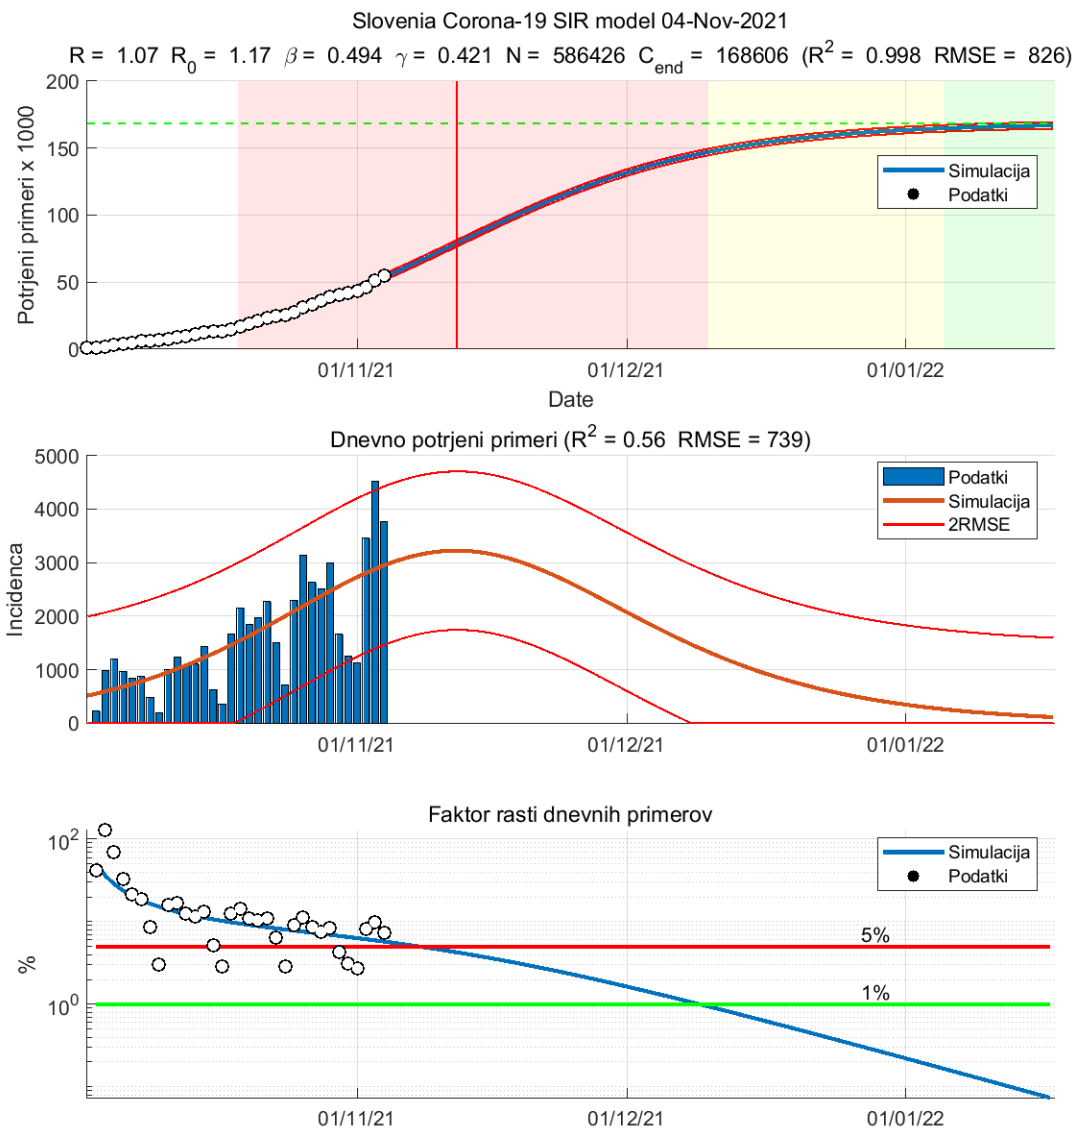 Slovenia Corona-19 SIR model 04-Nov-2021
R = 1.07 R0 = 1.17 β = 0.494 γ = 0.421 N = 586426 Cend = 168606 (R2 = 0.998 RMSE = 826)
Potrjeni primeri x 1000
200
150
100
50
0
Simulacija
Podatki
01/11/21
01/12/21
01/01/22
Date
Dnevno potrjeni primeri (R2 = 0.56 RMSE = 739)
Incidenca
5000
4000
3000
2000
1000
0
Podatki
Simulacija
2RMSE
01/11/21
01/12/21
01/01/22
Faktor rasti dnevnih primerov
%
10^2
10^0
Simulacija
Podatki
5%
1%
01/11/21
01/12/21
01/01/22